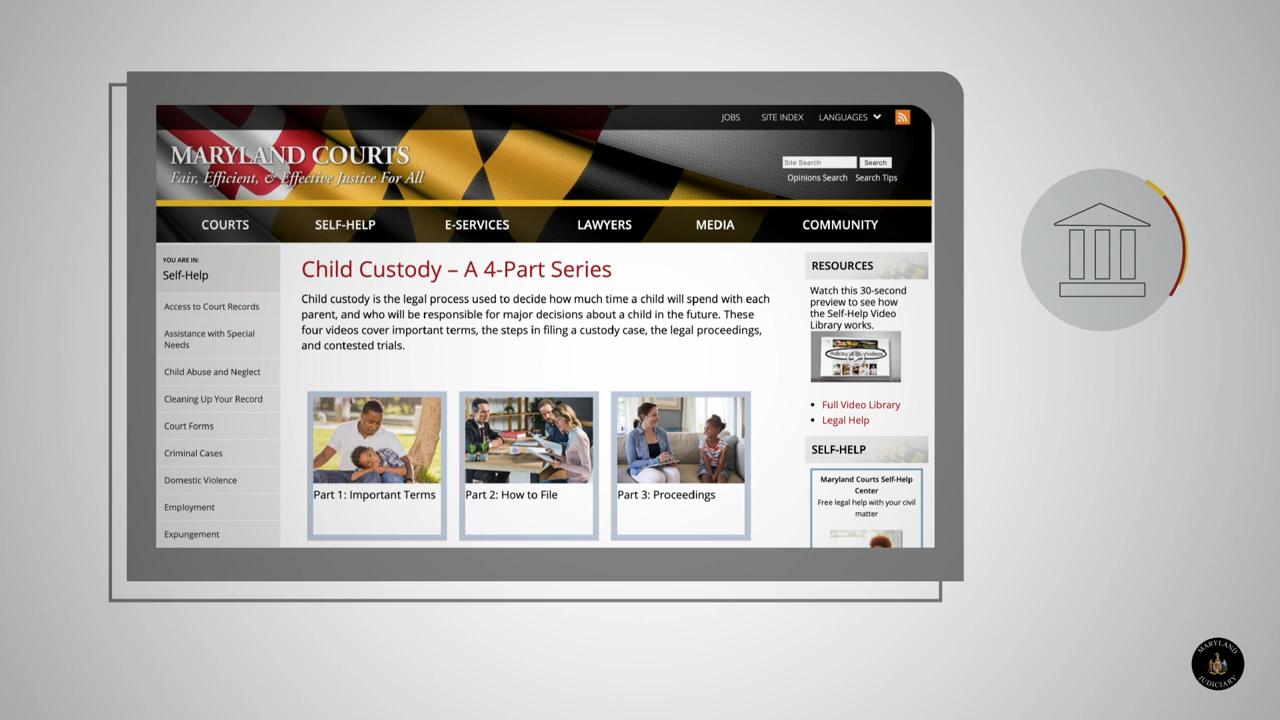 JOBS SITE INDEX LANGUAGES
MARYLAND COURTS
Fair, Efficient, & Effective Justice For All
Site Search Search
Opinions Search Search Tips
COURTS SELF-HELP E-SERVICES LAWYERS MEDIA COMMUNITY
YOU ARE IN:
Self-Help
Access to Court Records
Assistance with Special
Needs
Child Abuse and Neglect
Cleaning Up Your Record
Court Forms
Criminal Cases
Domestic Violence
Employment
Expungement
Child Custody – A 4-Part Series
Child custody is the legal process used to decide how much time a child will spend with each
parent, and who will be responsible for major decisions about a child in the future. These
four videos cover important terms, the steps in filing a custody case, the legal proceedings,
and contested trials.
Part 1: Important Terms
Part 2: How to File
Part 3: Proceedings
RESOURCES
Watch this 30-second
preview to see how
the Self-Help Video
Library works.
Full Video Library
Legal Help
SELF-HELP
Maryland Courts Self-Help
Center
Free legal help with your civil
matter
MARYLAND
JUDICIARY